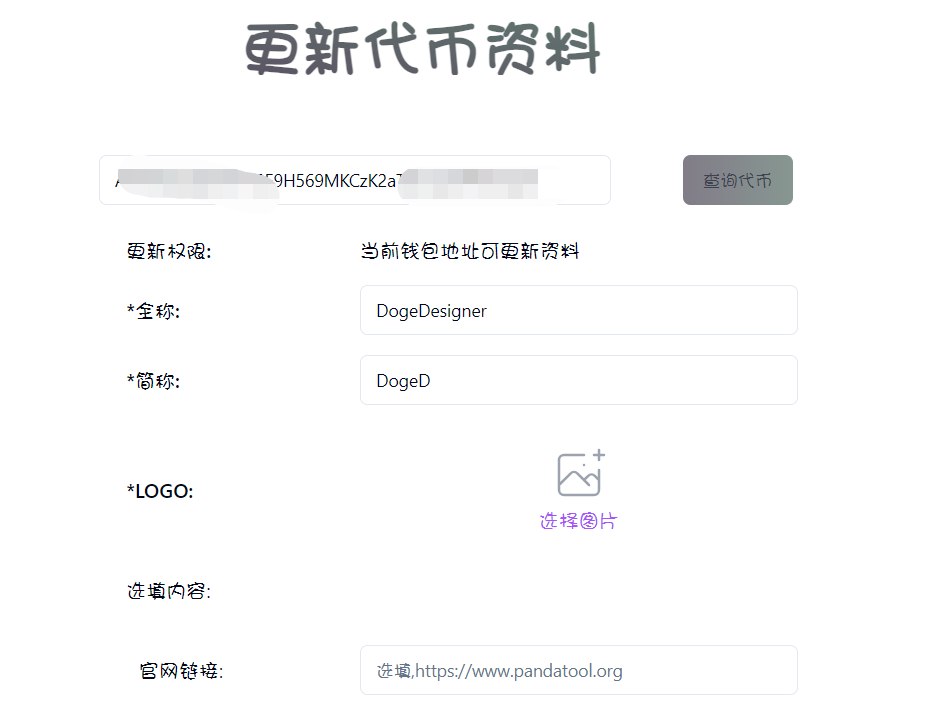 更新代币资料
59H569MKCzK2a
查询代币
更新权限:
当前钱包地址可更新资料
*全称:
DogeDesigner
*简称:
DogeD
*LOGO:
选择图片
选填内容:
官网链接:
选填,https://www.pandatool.org